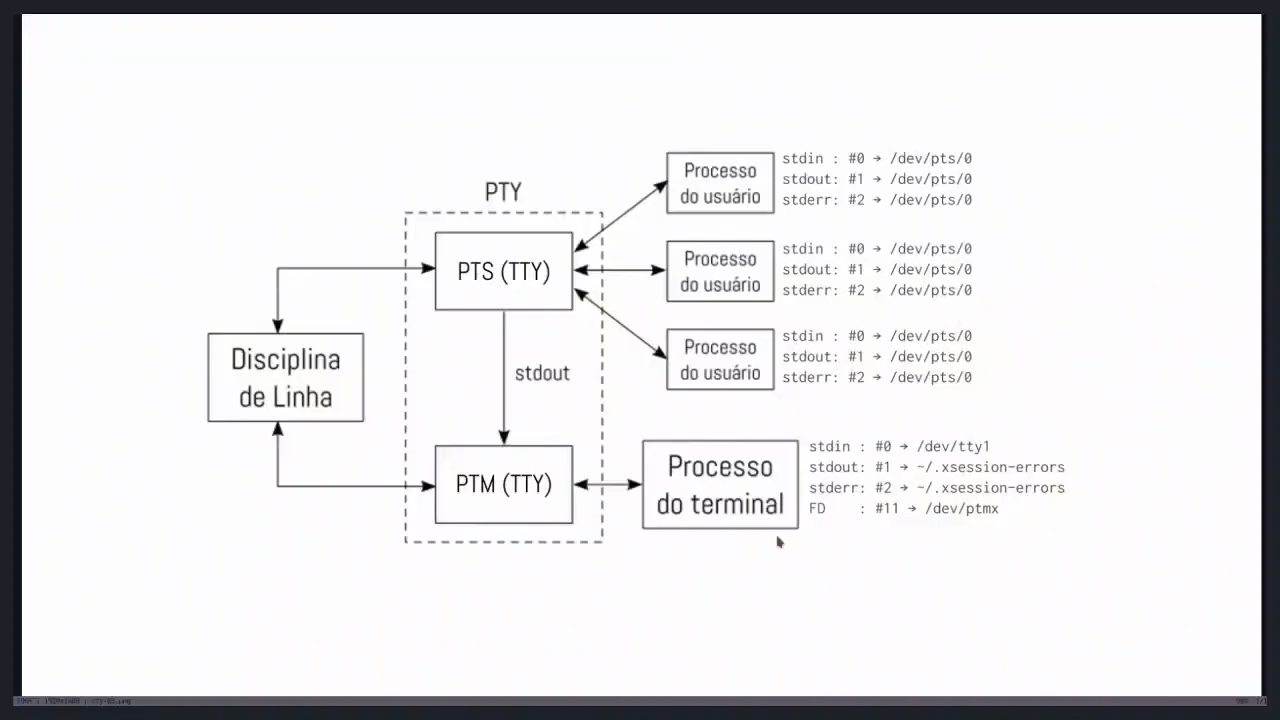 PTY
PTS (TTY)
stdout
PTM (TTY)
Disciplina
de Linha
Processo
do usuário
stdin : #0 → /dev/pts/0
stdout: #1 → /dev/pts/0
stderr: #2 → /dev/pts/0
Processo
do usuário
stdin : #0 → /dev/pts/0
stdout: #1 → /dev/pts/0
stderr: #2 → /dev/pts/0
Processo
do usuário
stdin : #0 → /dev/pts/0
stdout: #1 → /dev/pts/0
stderr: #2 → /dev/pts/0
Processo
do terminal
stdin : #0 → /dev/tty1
stdout: #1 → ~/.xsession-errors
stderr: #2 → ~/.xsession-errors
FD    : #11 → /dev/ptmx